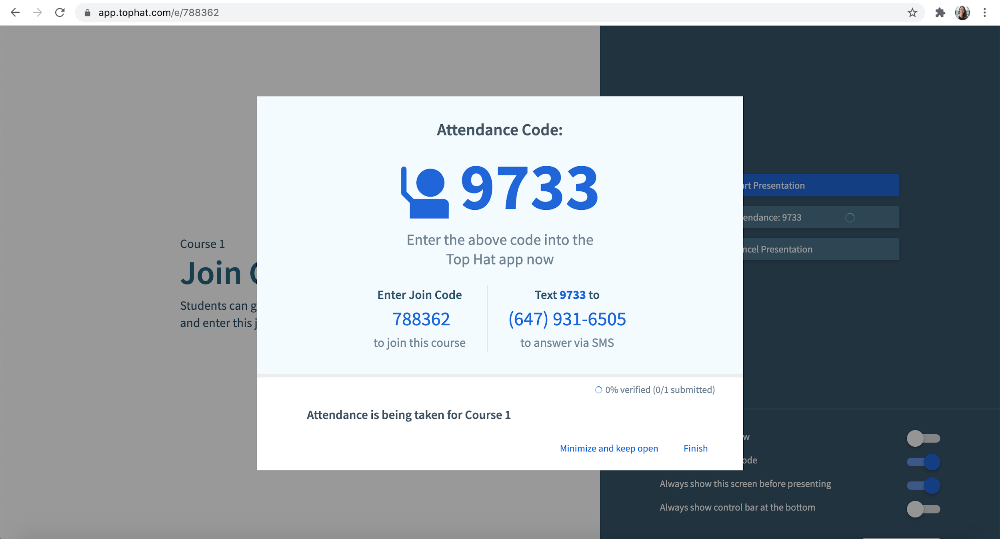 app.tophat.com/e/788362
Attendance Code:
9733
Enter the above code into the
Top Hat app now
Enter Join Code
788362
to join this course
Text 9733 to
(647) 931-6505
to answer via SMS
0% verified (0/1 submitted)
Attendance is being taken for Course 1
Minimize and keep open
Finish
Course 1
Join
Students can g
and enter this j
rt Presentation
endance: 9733
ncel Presentation
w
ode
Always show this screen before presenting
Always show control bar at the bottom